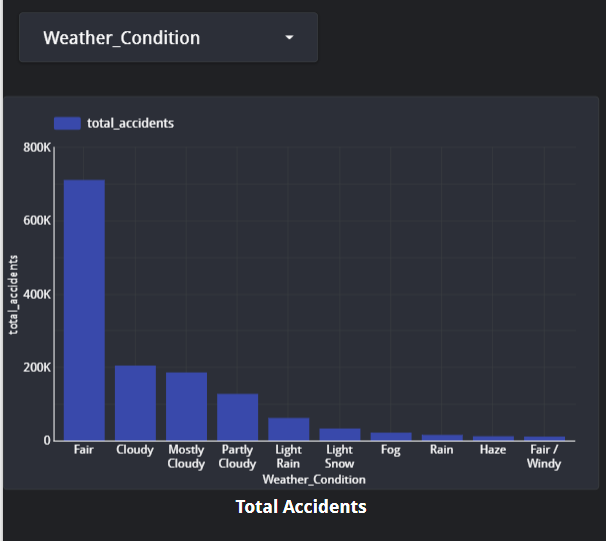 Weather_Condition
total_accidents
800K
600K
400K
200K
0
total_accidents
Fair
Cloudy
Mostly
Cloudy
Partly
Cloudy
Light
Rain
Light
Snow
Fog
Rain
Haze
Fair /
Windy
Weather_Condition
Total Accidents